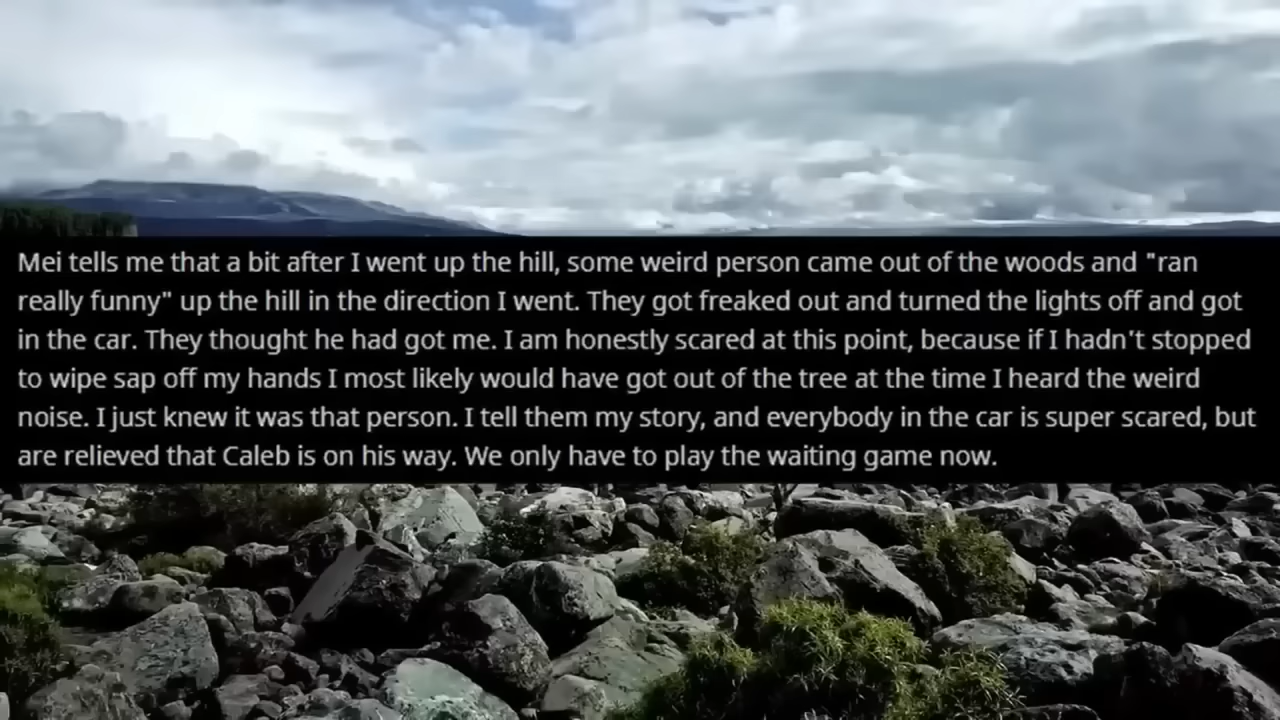 Mei tells me that a bit after I went up the hill, some weird person came out of the woods and "ran
really funny" up the hill in the direction I went. They got freaked out and turned the lights off and got
in the car. They thought he had got me. I am honestly scared at this point, because if I hadn't stopped
to wipe sap off my hands I most likely would have got out of the tree at the time I heard the weird
noise. I just knew it was that person. I tell them my story, and everybody in the car is super scared, but
are relieved that Caleb is on his way. We only have to play the waiting game now.